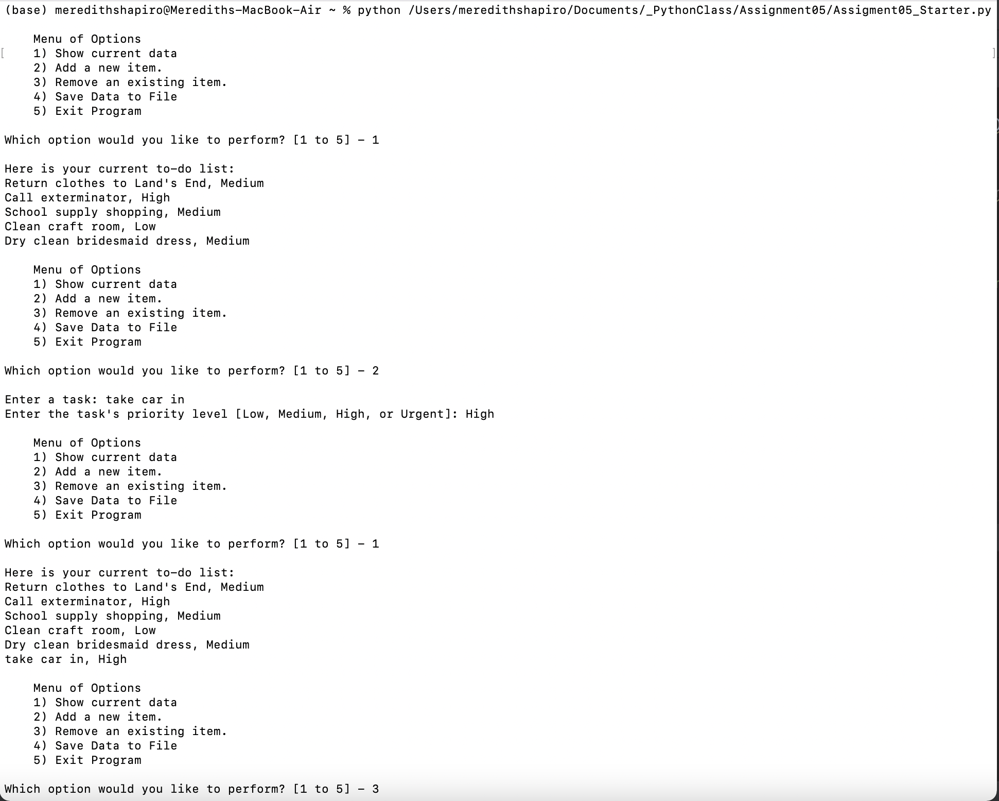 (base) meredithshapiro@Merediths-MacBook-Air ~ % python /Users/meredithshapiro/Documents/_PythonClass/Assignment05/Assigment05_Starter.py
Menu of Options
[ 1) Show current data ]
2) Add a new item.
3) Remove an existing item.
4) Save Data to File
5) Exit Program
Which option would you like to perform? [1 to 5] - 1
Here is your current to-do list:
Return clothes to Land's End, Medium
Call exterminator, High
School supply shopping, Medium
Clean craft room, Low
Dry clean bridesmaid dress, Medium
Menu of Options
1) Show current data
2) Add a new item.
3) Remove an existing item.
4) Save Data to File
5) Exit Program
Which option would you like to perform? [1 to 5] - 2
Enter a task: take car in
Enter the task's priority level [Low, Medium, High, or Urgent]: High
Menu of Options
1) Show current data
2) Add a new item.
3) Remove an existing item.
4) Save Data to File
5) Exit Program
Which option would you like to perform? [1 to 5] - 1
Here is your current to-do list:
Return clothes to Land's End, Medium
Call exterminator, High
School supply shopping, Medium
Clean craft room, Low
Dry clean bridesmaid dress, Medium
take car in, High
Menu of Options
1) Show current data
2) Add a new item.
3) Remove an existing item.
4) Save Data to File
5) Exit Program
Which option would you like to perform? [1 to 5] - 3